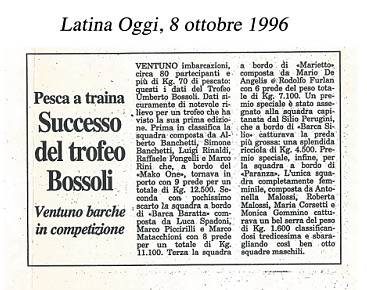 Latina Oggi, 8 ottobre 1996
Pesca a traina
Successo
del trofeo
Bossoli
Ventuno barche
in competizione
VENTUNO imbarcazioni,
circa 80 partecipanti e
più di Kg. 70 di pescato:
questi i dati del Trofeo
Umberto Bossoli. Dati si-
curamente di notevole ri-
lievo per un trofeo che ha
visto la sua prima edizio-
ne. Prima in classifica la
squadra composta da Al-
berto Banchetti, Simone
Banchetti, Luigi Rinaldi,
Raffaele Pongelli e Marco
Rini che, a bordo del
«Mako One», tornava in
porto con 9 prede per un
totale di Kg. 12.500. Se-
conda con pochissimo
scarto la squadra a bordo
di «Barca Baratta» com-
posta da Luca Spadoni,
Marco Piccirilli e Marco
Matacchioni con 8 prede
per un totale di Kg.
11.100. Terza la squadra
a bordo di «Marietto»
composta da Mario De
Angelis e Rodolfo Furlan
con 6 prede del peso tota-
le di Kg. 7.100. Un pre-
mio speciale è stato asse-
gnato alla squadra capi-
tanata dal Silio Perugini,
che a bordo di «Barca Si-
lio» catturava la preda
più grossa: una splendida
ricciola di Kg. 4.600. Pre-
mio speciale, infine, per
la squadra a bordo di
«Paranza». L'unica squa-
dra completamente fem-
minile, composta da Anto-
nella Malossi, Roberta
Malossi, Maria Corsetti e
Monica Gommino cattu-
rava un bel serra del peso
di Kg. 1.600 classifican-
dosi tredicesima e sbara-
gliando così ben otto
squadre maschili.